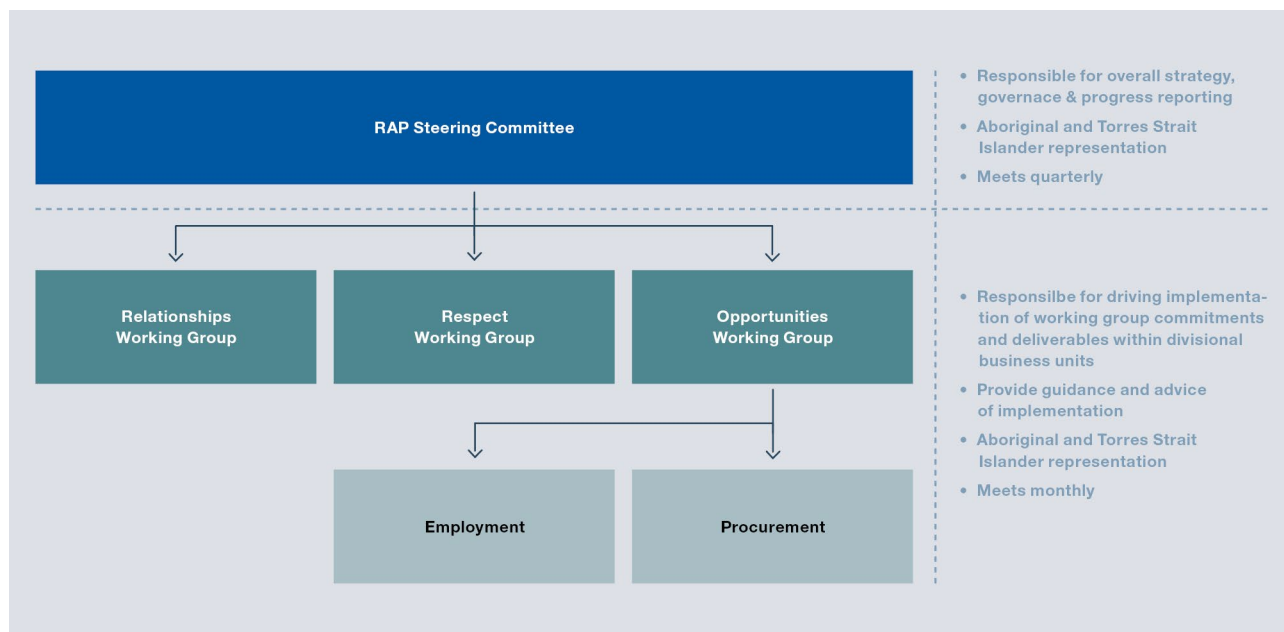 RAP Steering Committee
• Responsible for overall strategy,
governace & progress reporting
• Aboriginal and Torres Strait
Islander representation
• Meets quarterly
Relationships
Working Group
Respect
Working Group
Opportunities
Working Group
• Responsilbe for driving implementa-
tion of working group commitments
and deliverables within divisional
business units
• Provide guidance and advice
of implementation
• Aboriginal and Torres Strait
Islander representation
• Meets monthly
Employment
Procurement